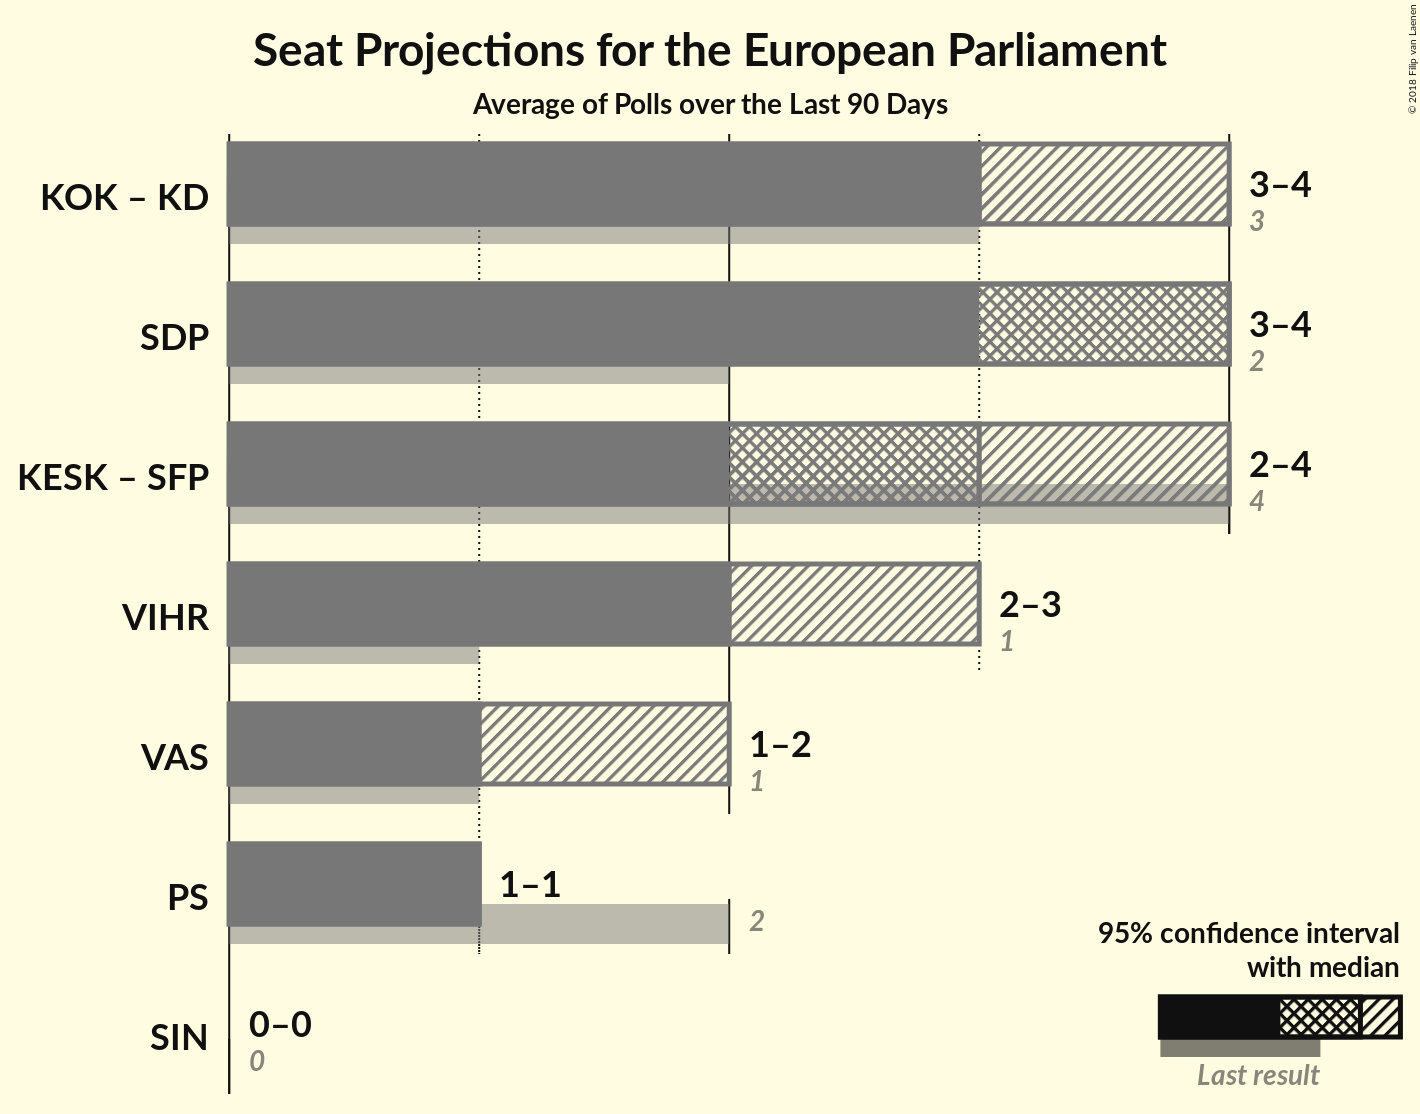 Seat Projections for the European Parliament
Average of Polls over the Last 90 Days
© 2018 Filip van Laenen
KOK – KD
3–4
3
SDP
3–4
2
KESK – SFP
2–4
4
VIHR
2–3
1
VAS
1–2
1
PS
1–1
2
SIN
0–0
0
95% confidence interval
with median
Last result